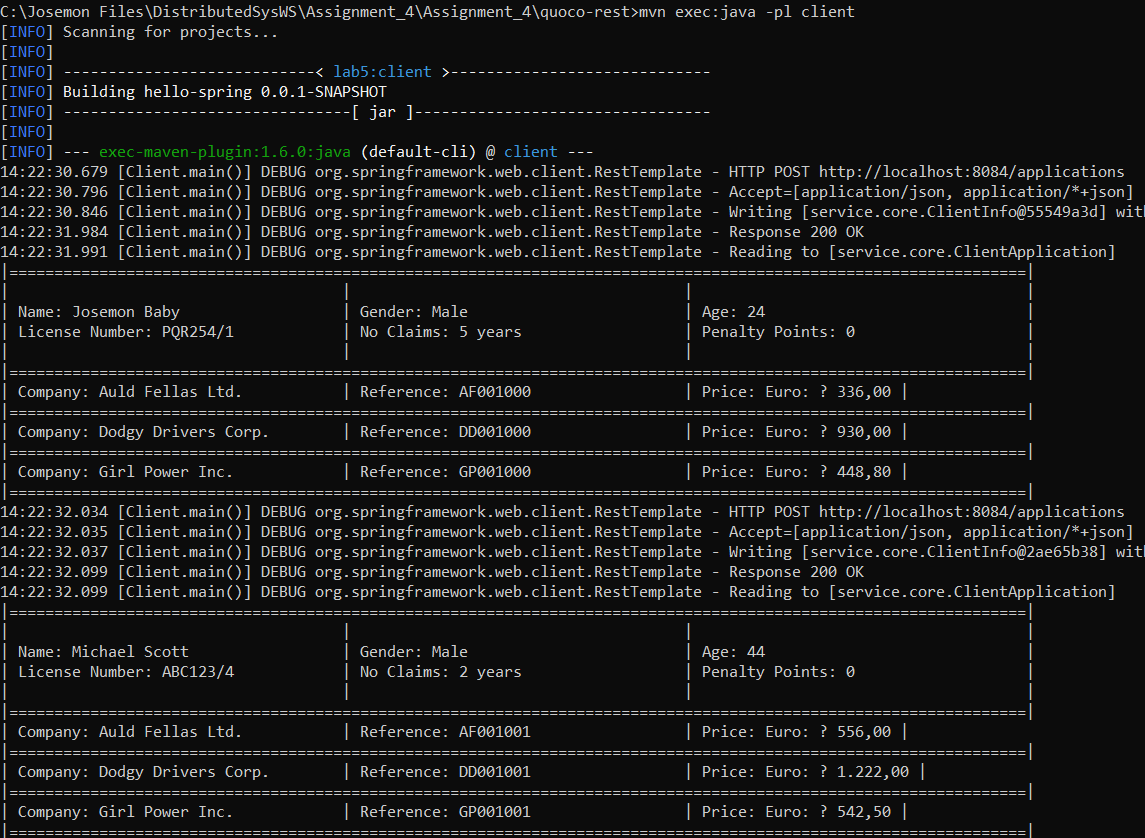 C:\Josemon Files\DistributedSysWS\Assignment_4\Assignment_4\quoco-rest>mvn exec:java -pl client
[INFO] Scanning for projects...
[INFO]
[INFO] ----------------------------< lab5:client >-----------------------------
[INFO] Building hello-spring 0.0.1-SNAPSHOT
[INFO] --------------------------------[ jar ]---------------------------------
[INFO]
[INFO] --- exec-maven-plugin:1.6.0:java (default-cli) @ client ---
14:22:30.679 [Client.main()] DEBUG org.springframework.web.client.RestTemplate - HTTP POST http://localhost:8084/applications
14:22:30.796 [Client.main()] DEBUG org.springframework.web.client.RestTemplate - Accept=[application/json, application/*+json]
14:22:30.846 [Client.main()] DEBUG org.springframework.web.client.RestTemplate - Writing [service.core.ClientInfo@55549a3d] with
14:22:31.984 [Client.main()] DEBUG org.springframework.web.client.RestTemplate - Response 200 OK
14:22:31.991 [Client.main()] DEBUG org.springframework.web.client.RestTemplate - Reading to [service.core.ClientApplication]
|=================================================================================================================|
| | | |
| Name: Josemon Baby | Gender: Male | Age: 24 |
| License Number: PQR254/1 | No Claims: 5 years | Penalty Points: 0 |
| | | |
|=================================================================================================================|
| Company: Auld Fellas Ltd. | Reference: AF001000 | Price: Euro: ? 336,00 |
|=================================================================================================================|
| Company: Dodgy Drivers Corp. | Reference: DD001000 | Price: Euro: ? 930,00 |
|=================================================================================================================|
| Company: Girl Power Inc. | Reference: GP001000 | Price: Euro: ? 448,80 |
|=================================================================================================================|
14:22:32.034 [Client.main()] DEBUG org.springframework.web.client.RestTemplate - HTTP POST http://localhost:8084/applications
14:22:32.035 [Client.main()] DEBUG org.springframework.web.client.RestTemplate - Accept=[application/json, application/*+json]
14:22:32.037 [Client.main()] DEBUG org.springframework.web.client.RestTemplate - Writing [service.core.ClientInfo@2ae65b38] with
14:22:32.099 [Client.main()] DEBUG org.springframework.web.client.RestTemplate - Response 200 OK
14:22:32.099 [Client.main()] DEBUG org.springframework.web.client.RestTemplate - Reading to [service.core.ClientApplication]
|=================================================================================================================|
| | | |
| Name: Michael Scott | Gender: Male | Age: 44 |
| License Number: ABC123/4 | No Claims: 2 years | Penalty Points: 0 |
| | | |
|=================================================================================================================|
| Company: Auld Fellas Ltd. | Reference: AF001001 | Price: Euro: ? 556,00 |
|=================================================================================================================|
| Company: Dodgy Drivers Corp. | Reference: DD001001 | Price: Euro: ? 1.222,00 |
|=================================================================================================================|
| Company: Girl Power Inc. | Reference: GP001001 | Price: Euro: ? 542,50 |
|=================================================================================================================|